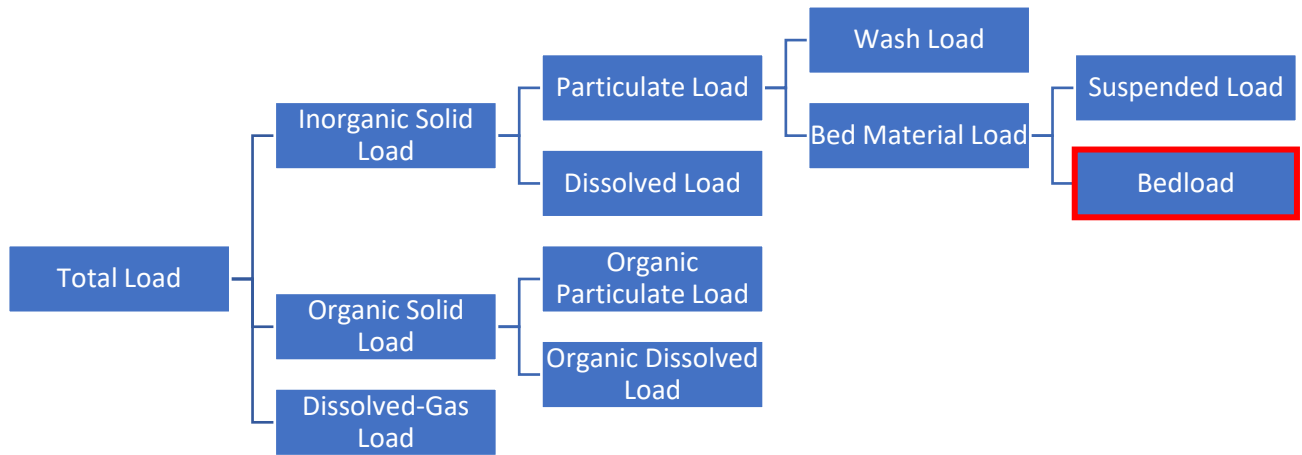 Total Load
Inorganic Solid
Load
Particulate Load
Wash Load
Bed Material Load
Suspended Load
Bedload
Dissolved Load
Organic Solid
Load
Organic
Particulate Load
Organic Dissolved
Load
Dissolved-Gas
Load